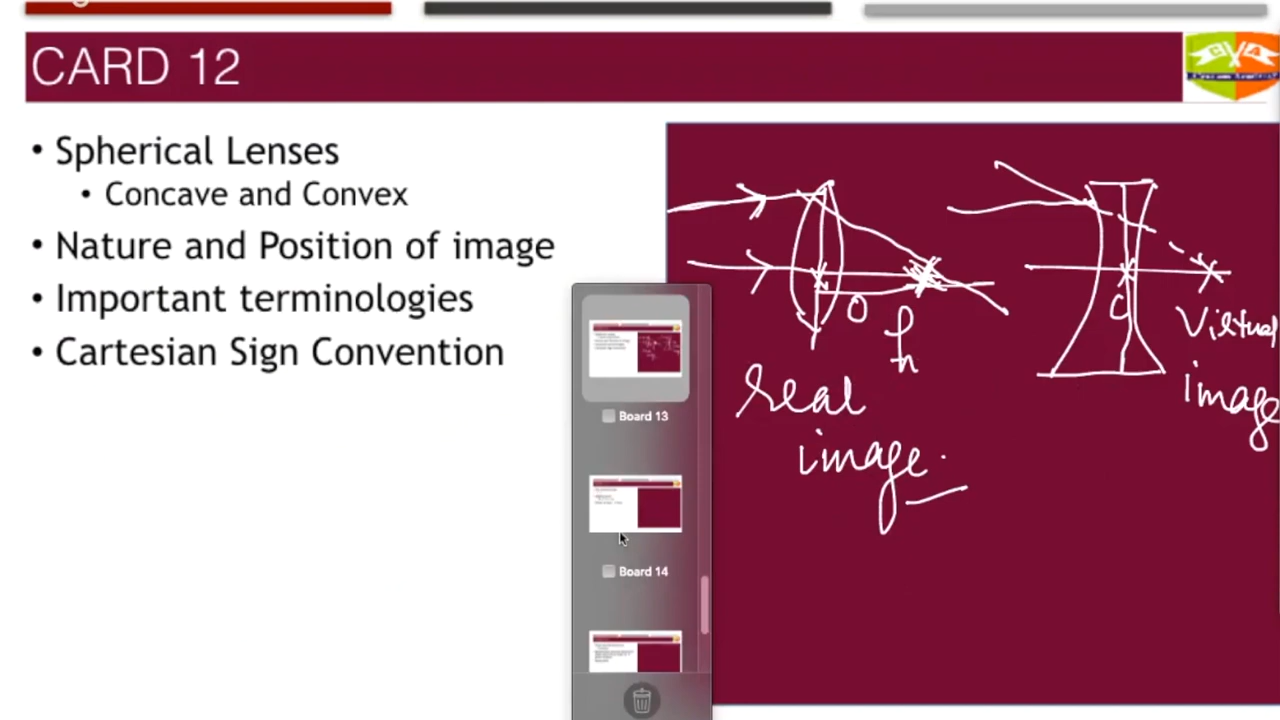 CARD 12
• Spherical Lenses
• Concave and Convex
• Nature and Position of image
• Important terminologies
• Cartesian Sign Convention
O
C
Virtual
image
real
image.
Board 13
Board 14